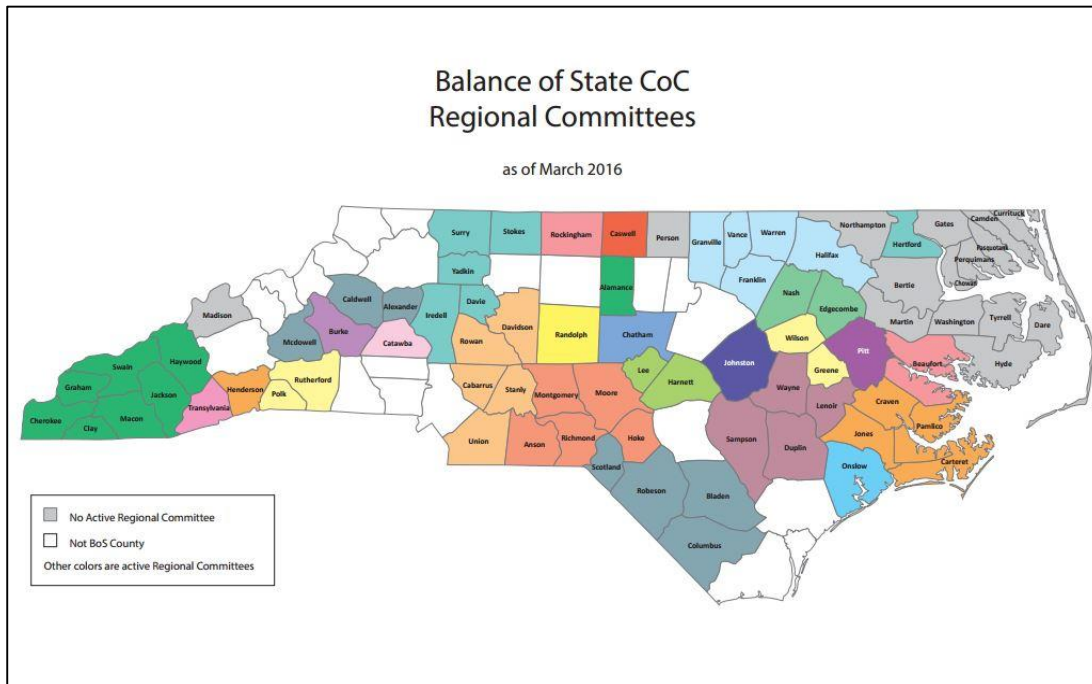 Balance of State CoC
Regional Committees
as of March 2016
Surry
Stokes
Rockingham
Caswell
Person
Granville
Vance
Warren
Northampton
Gates
Camden
Currituck
Pasquotank
Perquimans
Chowan
Hertford
Halifax
Yadkin
Alamance
Franklin
Nash
Bertie
Edgecombe
Madison
Caldwell
Alexander
Iredell
Davie
Davidson
Rowan
Randolph
Chatham
Martin
Washington
Tyrrell
Dare
Hyde
Mcdowell
Burke
Catawba
Wilson
Pitt
Johnston
Greene
Beaufort
Swain
Haywood
Graham
Jackson
Henderson
Rutherford
Polk
Transylvania
Cherokee
Macon
Clay
Cabarrus
Stanly
Montgomery
Moore
Lee
Harnett
Wayne
Lenoir
Craven
Pamlico
Jones
Carteret
Union
Anson
Richmond
Hoke
Sampson
Duplin
Onslow
Scotland
Robeson
Bladen
Columbus
No Active Regional Committee
Not BoS County
Other colors are active Regional Committees